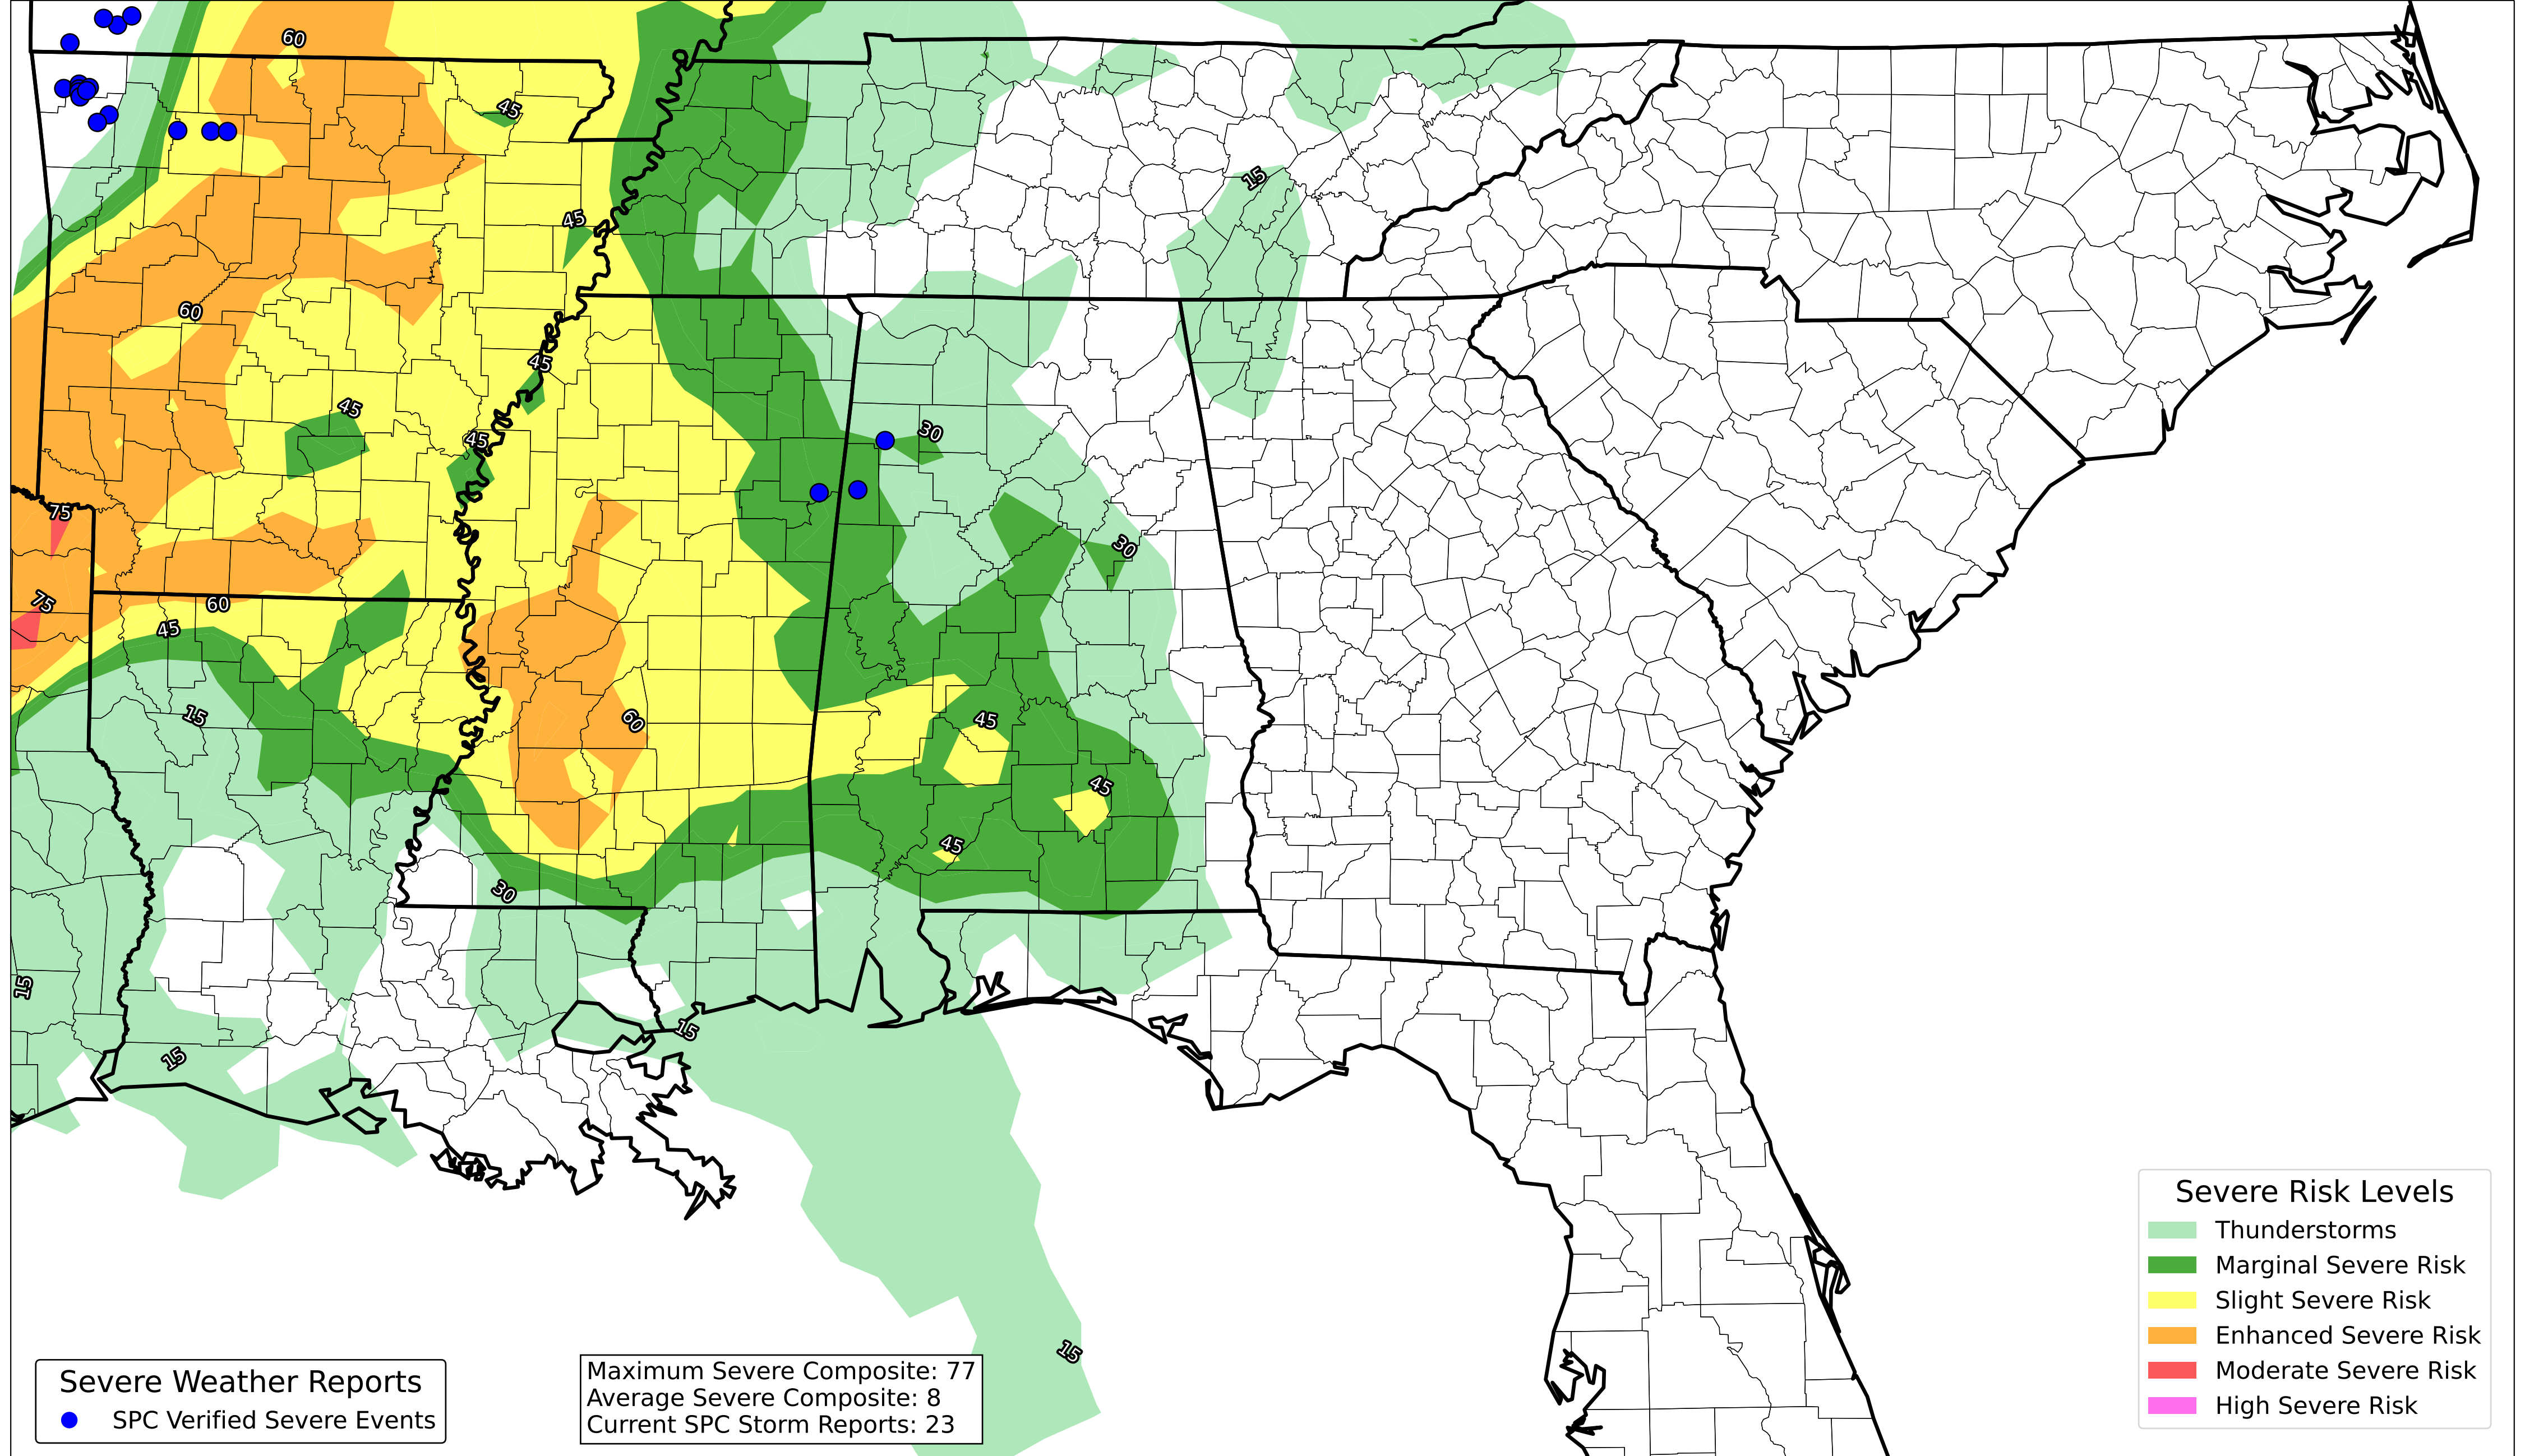 60
45
15
45
60
45
45
30
45
75
30
75
60
45
15
45
60
45
45
30
15
15
15
15
Severe Risk Levels
Thunderstorms
Marginal Severe Risk
Slight Severe Risk
Enhanced Severe Risk
Moderate Severe Risk
High Severe Risk
Severe Weather Reports
SPC Verified Severe Events
Maximum Severe Composite: 77
Average Severe Composite: 8
Current SPC Storm Reports: 23